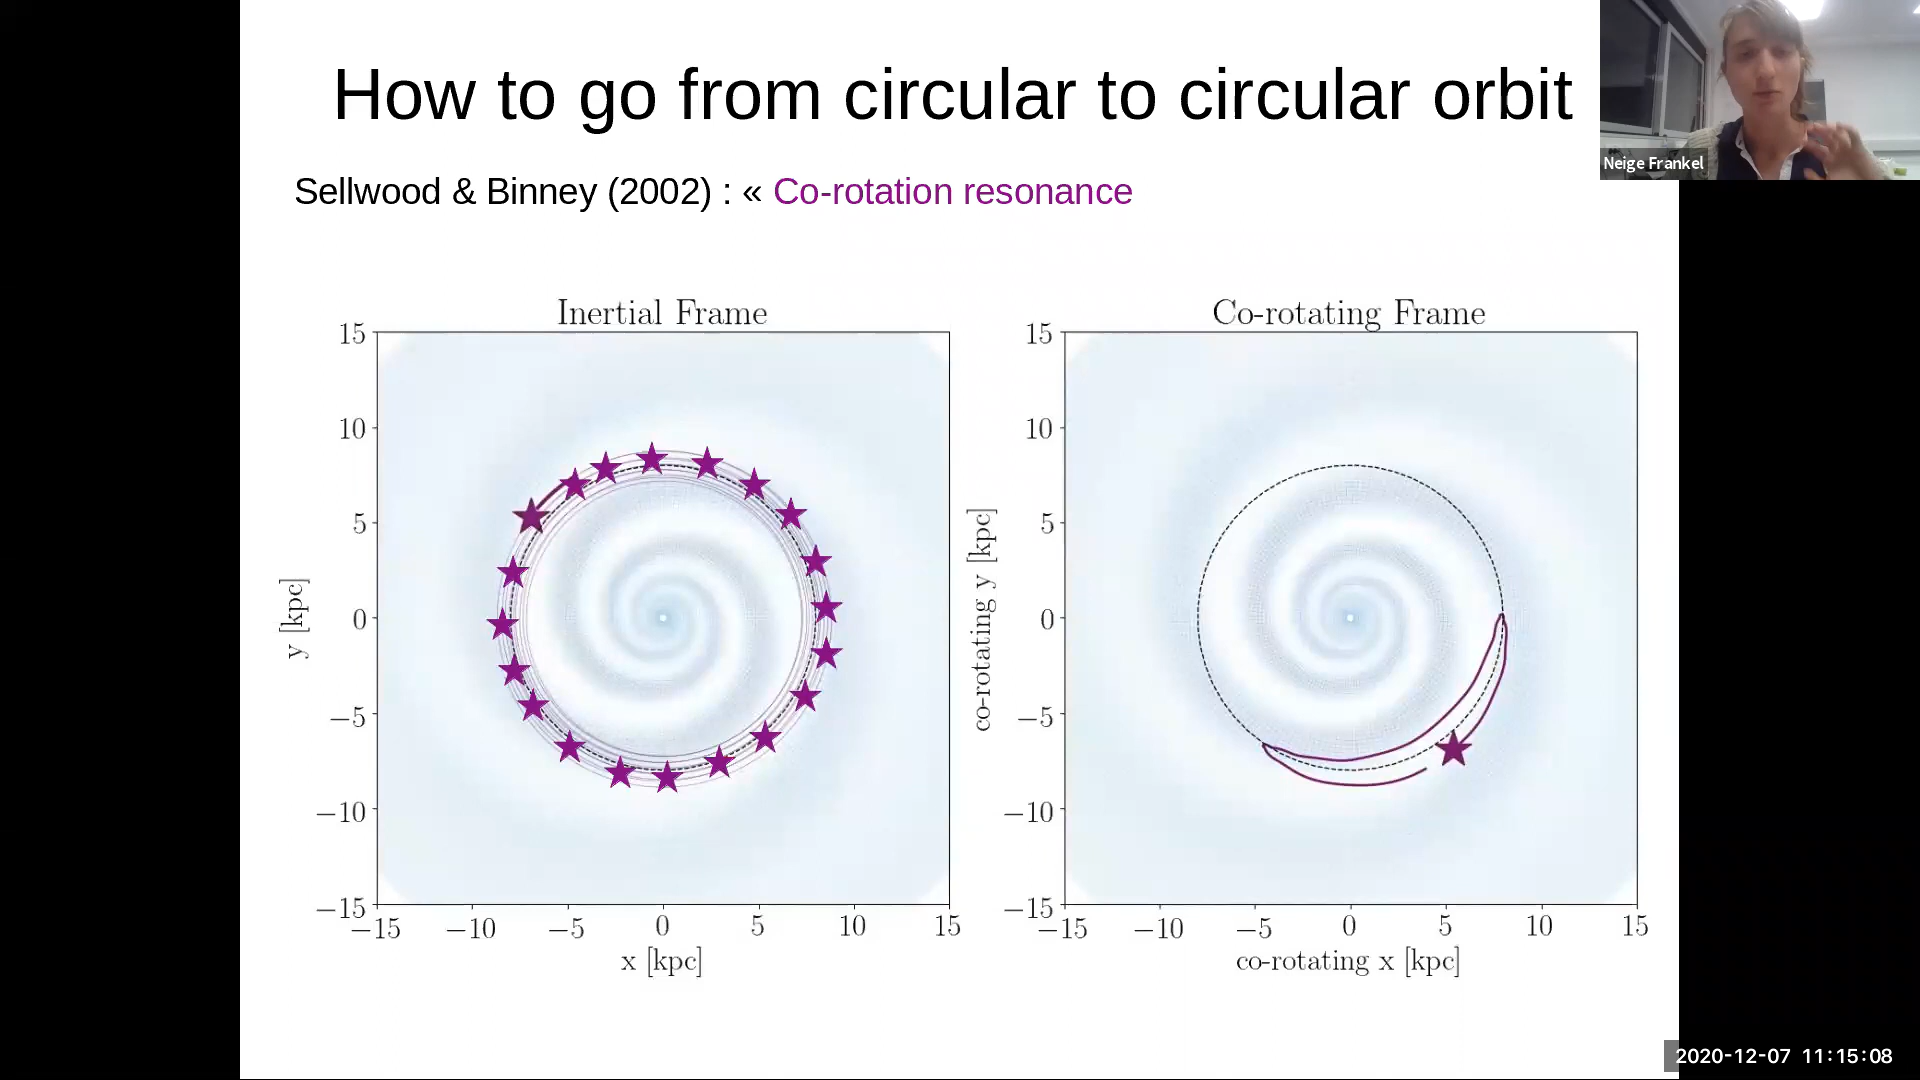 How to go from circular to circular orbit
Neige Frankel
Sellwood & Binney (2002) : « Co-rotation resonance
Inertial Frame
15
10
5
0
−5
−10
−15
y [kpc]
−15 −10 −5 0 5 10 15
x [kpc]
Co-rotating Frame
15
10
5
0
−5
−10
−15
co-rotating y [kpc]
−15 −10 −5 0 5 10 15
co-rotating x [kpc]
2020-12-07 11:15:08